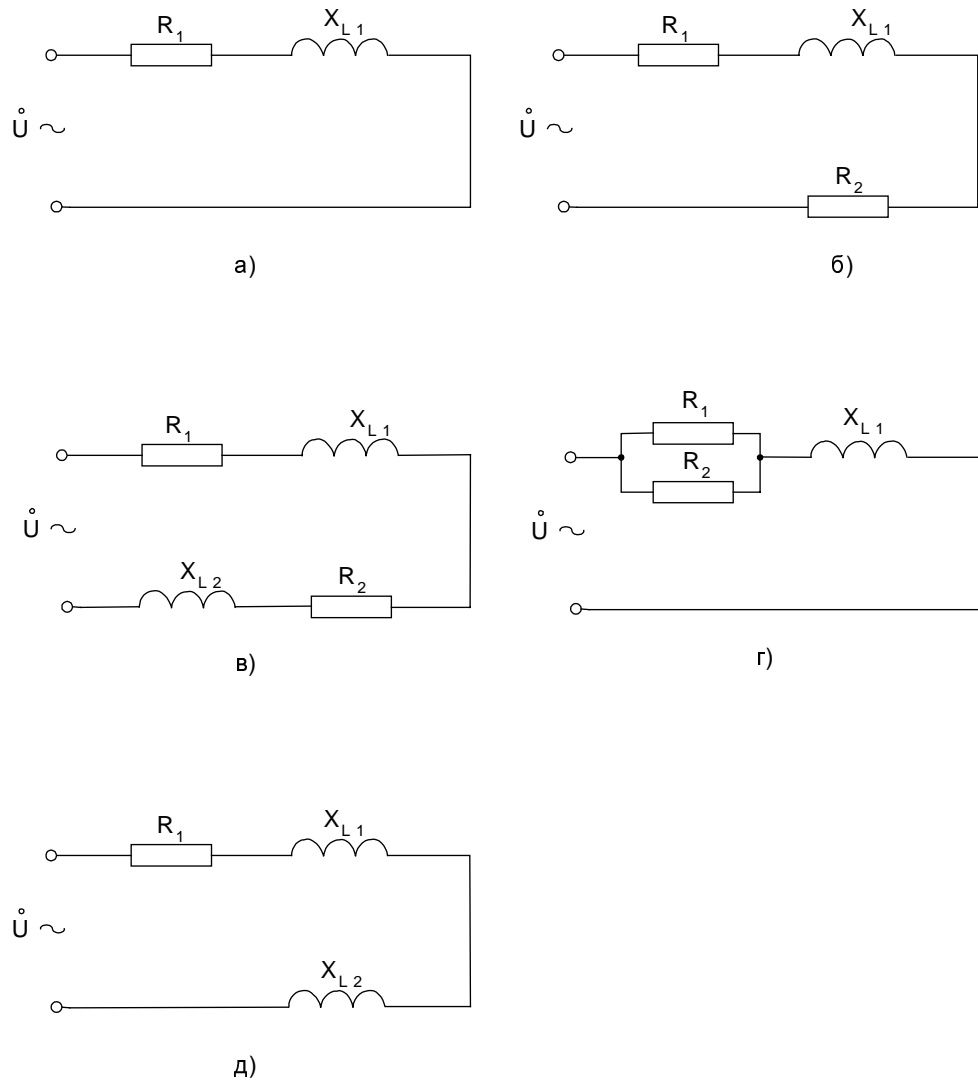 R1 XL1
Ů ~
а)
R1 XL1
Ů ~
R2
б)
R1 XL1
Ů ~
XL2 R2
в)
R1 XL1
R2
Ů ~
г)
R1 XL1
Ů ~
XL2
д)